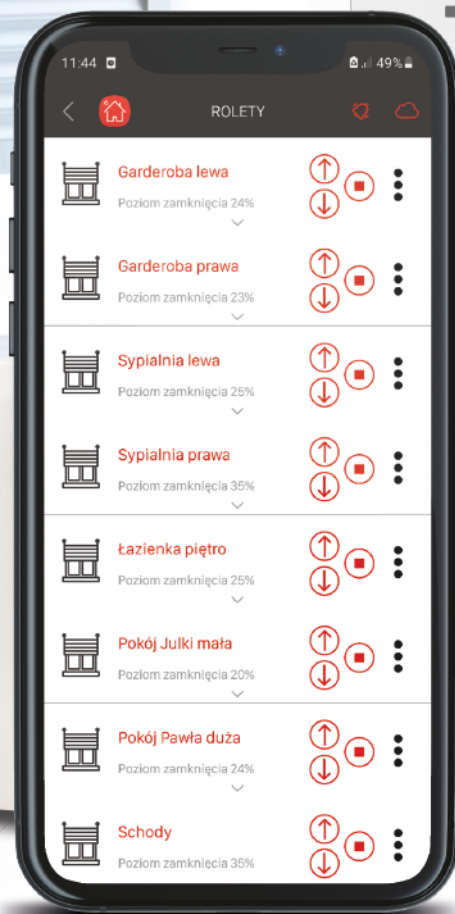 11:44
49%
ROLETY
Garderoba lewa
Poziom zamknięcia 24%
Garderoba prawa
Poziom zamknięcia 23%
Sypialnia lewa
Poziom zamknięcia 25%
Sypialnia prawa
Poziom zamknięcia 35%
Łazienka piętro
Poziom zamknięcia 25%
Pokój Julki mała
Poziom zamknięcia 20%
Pokój Pawła duża
Poziom zamknięcia 24%
Schody
Poziom zamknięcia 35%